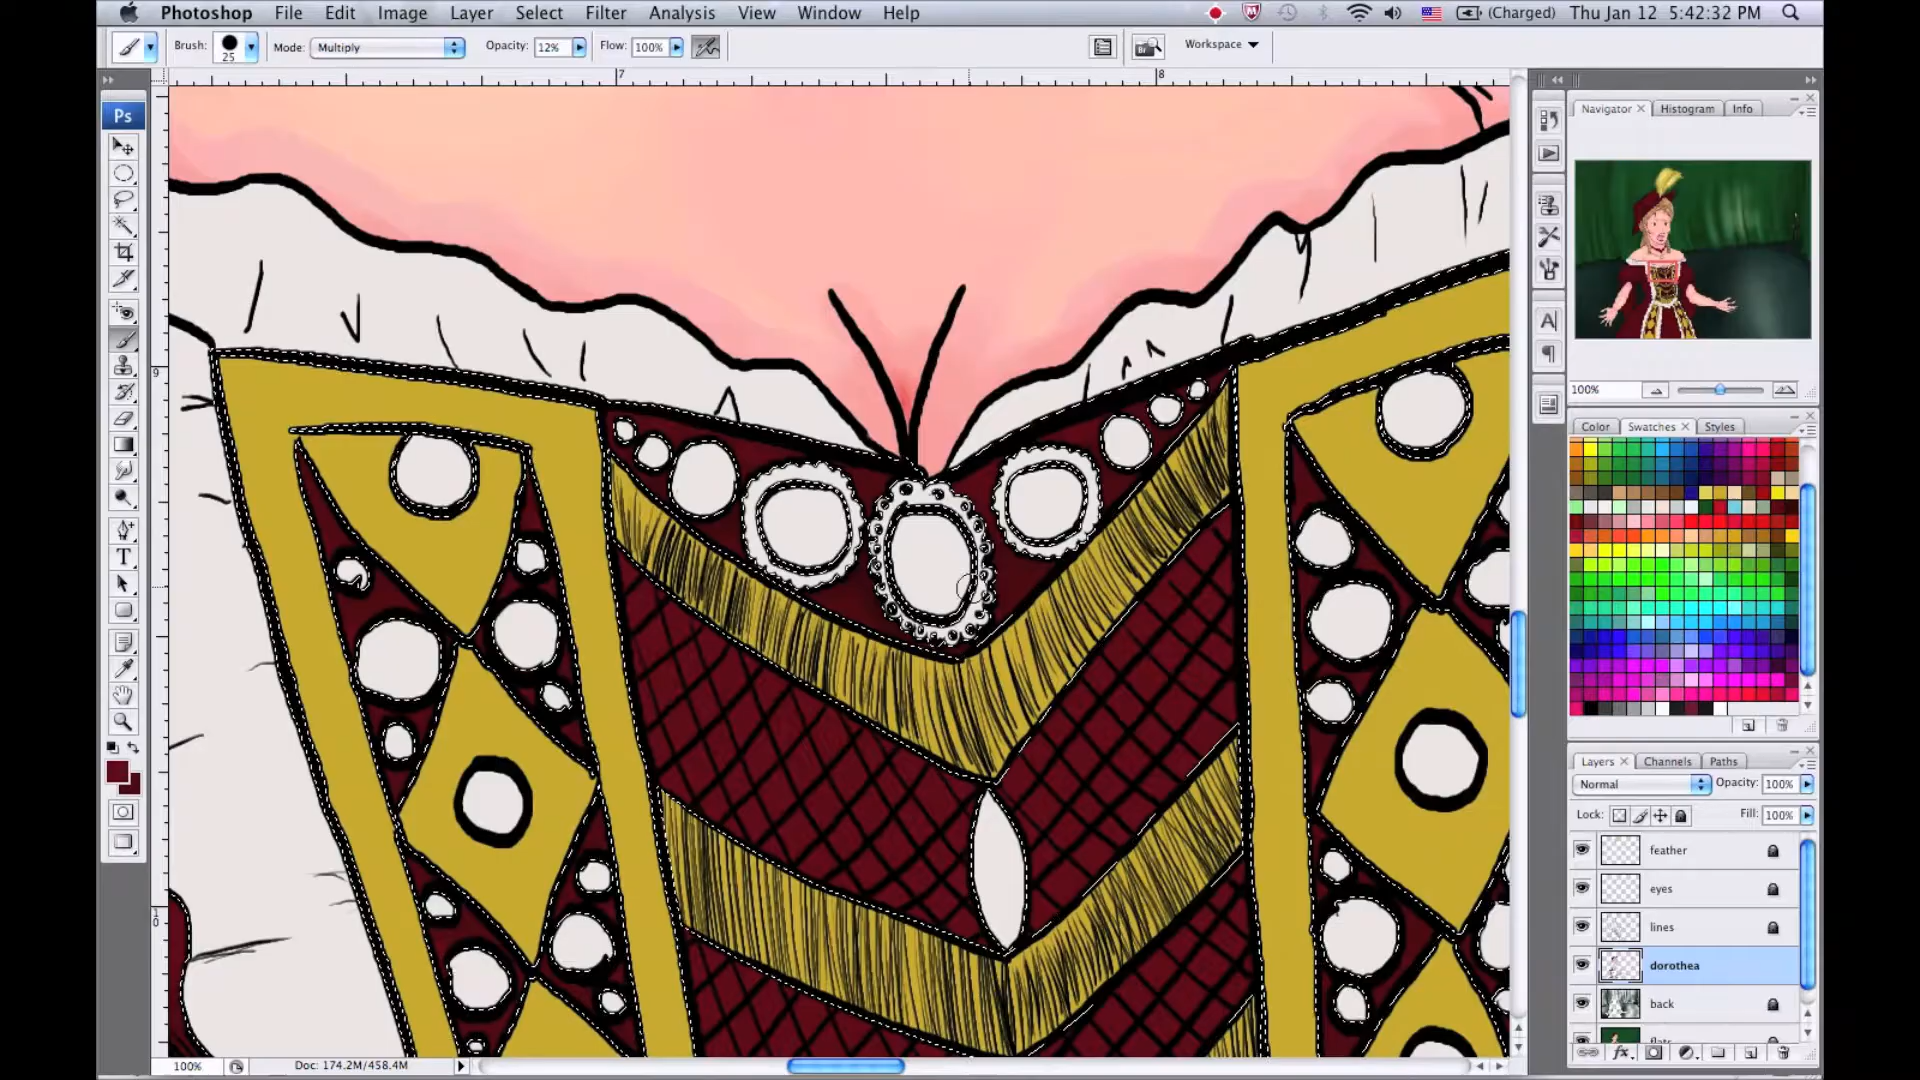 Photoshop File Edit Image Layer Select Filter Analysis View Window Help (Charged) Thu Jan 12 5:42:32 PM
Brush: 25 Mode: Multiply Opacity: 12% Flow: 100% Workspace
7 8
Ps
Navigator Histogram Info
100%
9
Color Swatches Styles
T
A
Layers Channels Paths
Normal Opacity: 100%
Lock: Fill: 100%
feather
eyes
lines
dorothea
10
back
100% Doc: 174.2M/458.4M
fx